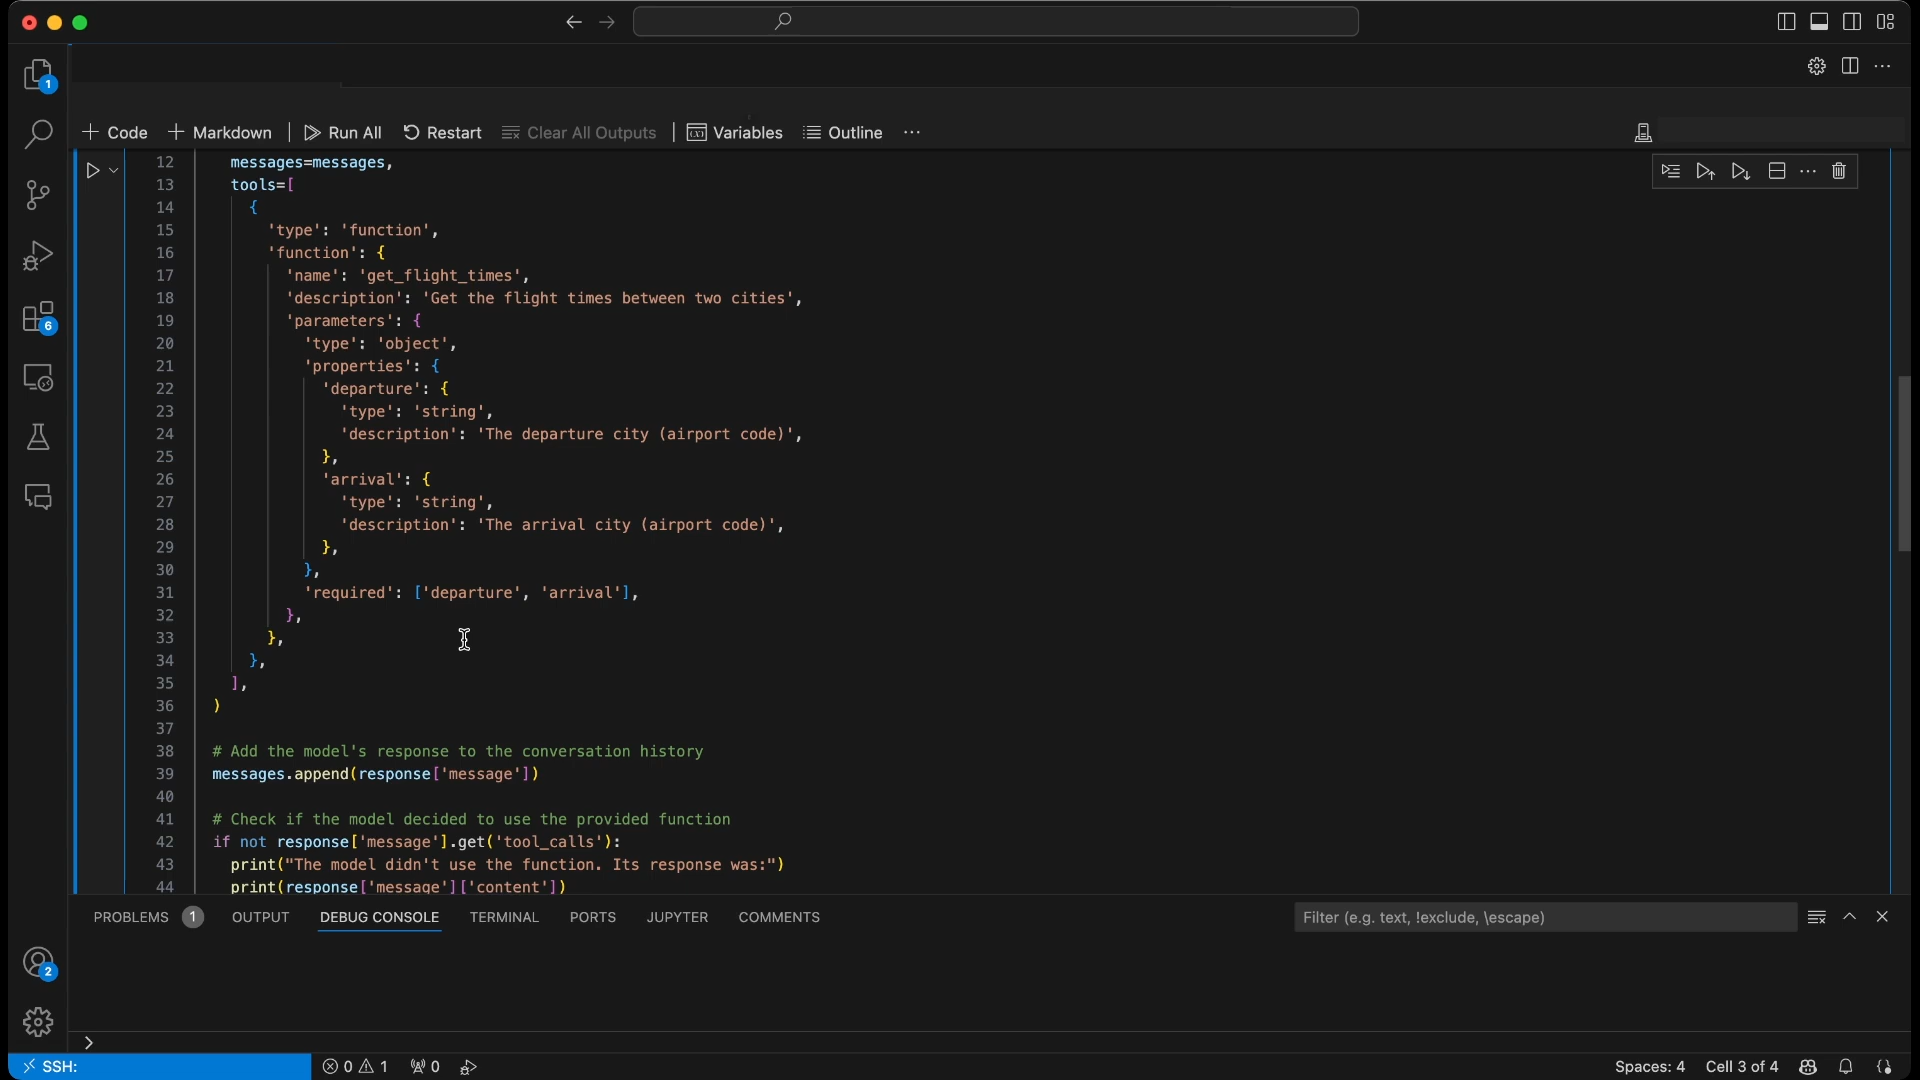 1
Code Markdown Run All Restart Clear All Outputs Variables Outline ...
12 messages=messages,
13 tools=[
14 {
15 'type': 'function',
16 'function': {
17 'name': 'get_flight_times',
18 'description': 'Get the flight times between two cities',
19 'parameters': {
20 'type': 'object',
21 'properties': {
22 'departure': {
23 'type': 'string',
24 'description': 'The departure city (airport code)',
25 },
26 'arrival': {
27 'type': 'string',
28 'description': 'The arrival city (airport code)',
29 },
30 },
31 'required': ['departure', 'arrival'],
32 },
33 },
34 },
35 ],
36 )
37
38 # Add the model's response to the conversation history
39 messages.append(response['message'])
40
41 # Check if the model decided to use the provided function
42 if not response['message'].get('tool_calls'):
43 print("The model didn't use the function. Its response was:")
44 print(response['message']['content'])
6
2
PROBLEMS 1 OUTPUT DEBUG CONSOLE TERMINAL PORTS JUPYTER COMMENTS Filter (e.g. text, !exclude, \escape)
SSH: 0 1 0 Spaces: 4 Cell 3 of 4